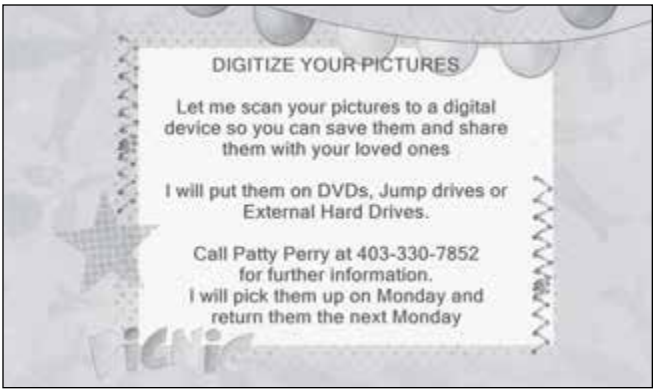 DIGITIZE YOUR PICTURES
Let me scan your pictures to a digital
device so you can save them and share
them with your loved ones
I will put them on DVDs, Jump drives or
External Hard Drives.
Call Patty Perry at 403-330-7852
for further information.
I will pick them up on Monday and
return them the next Monday
PiCNiC